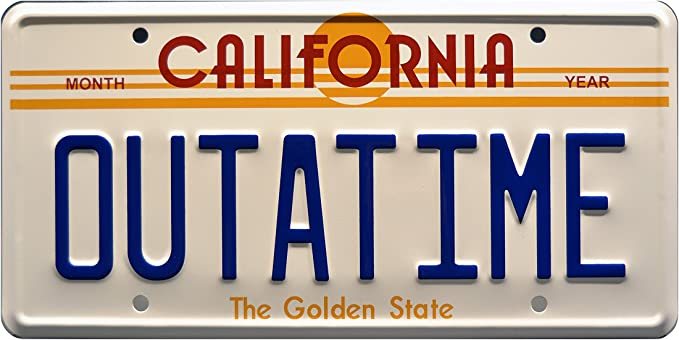 CALIFORNIA
MONTH YEAR
OUTATIME
The Golden State